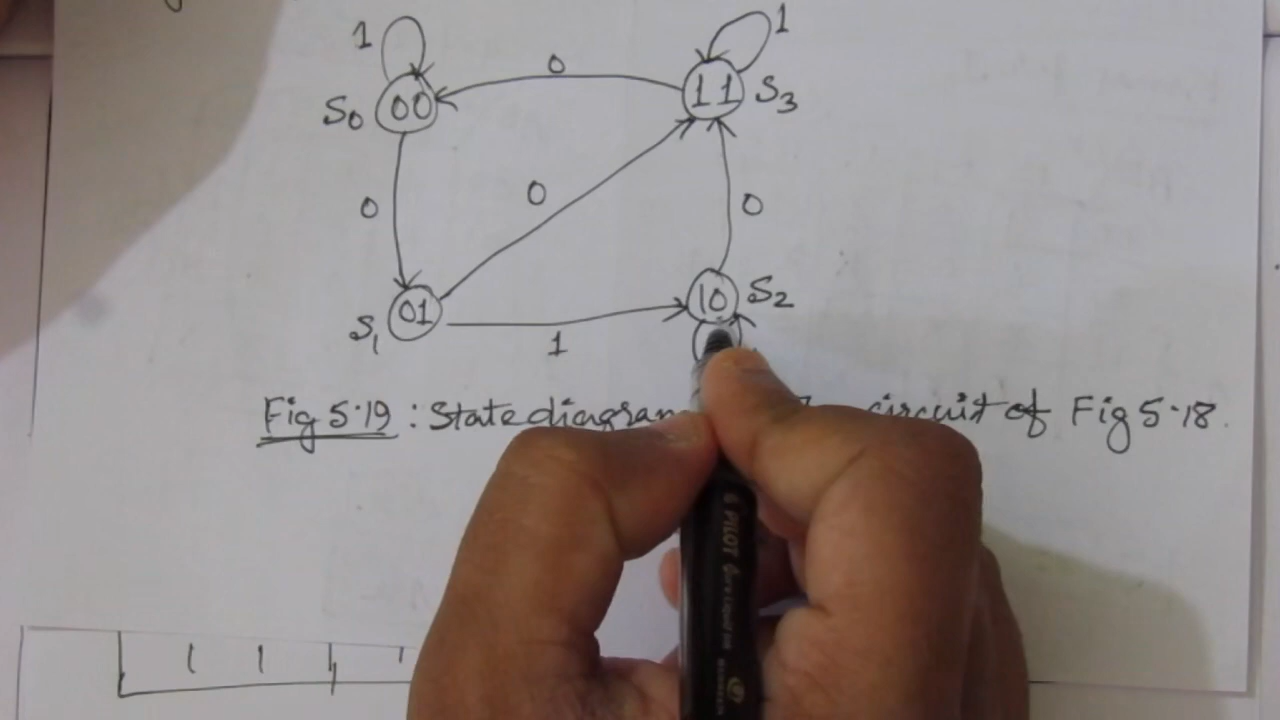 1 1
0
S0 00 11 S3
0 0 0
S1 01 10 S2
1
Fig 5.19 : State diagram circuit of Fig 5.18.
PILOT